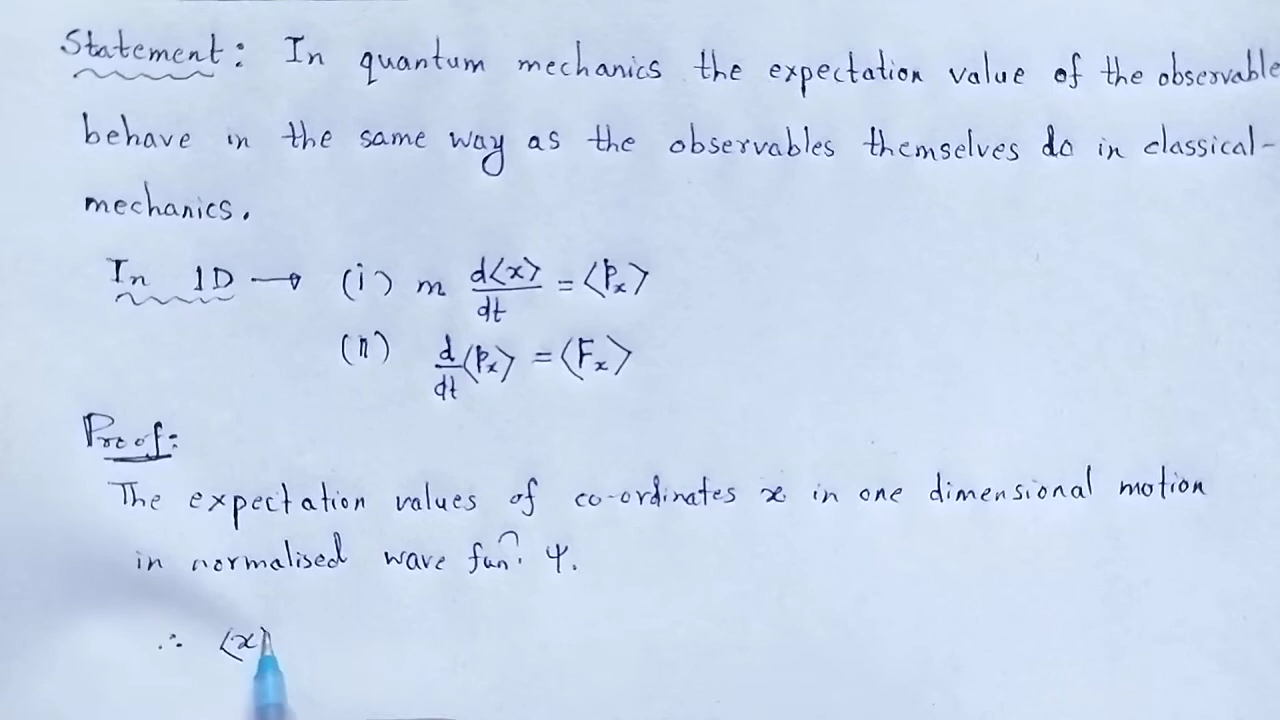 Statement: In quantum mechanics the expectation value of the observable
behave in the same way as the observables themselves do in classical-
mechanics.
In 1D → (i) m d⟨x⟩/dt = ⟨Px⟩
(ii) d/dt ⟨Px⟩ = ⟨Fx⟩
Proof:
The expectation values of co-ordinates x in one dimensional motion
in normalised wave fun. ψ.
∴ ⟨x⟩